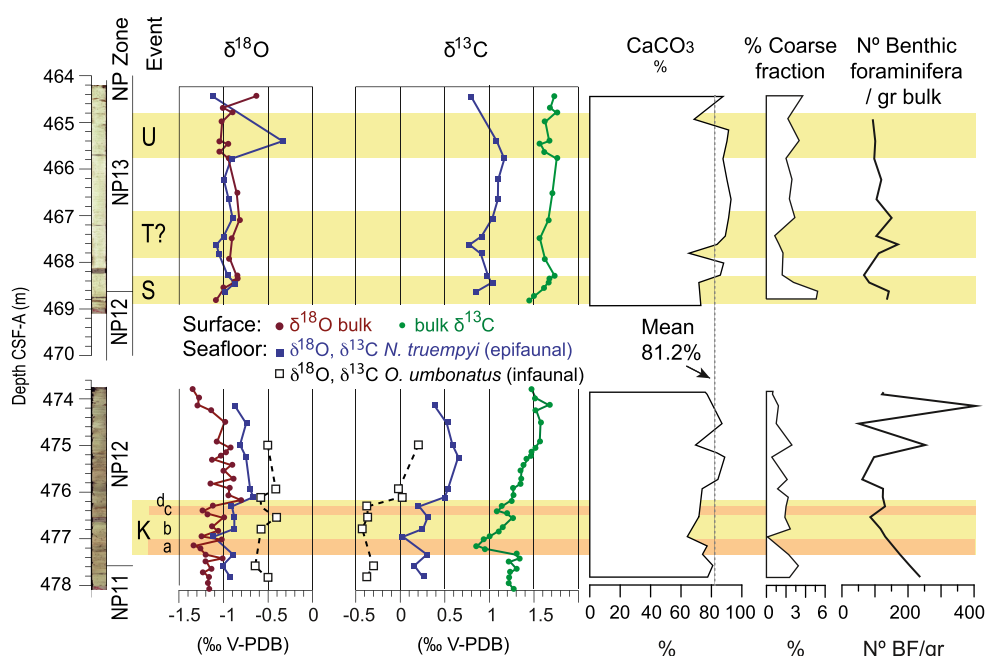 NP Zone
Event
δ18O
δ13C
CaCO3
%
% Coarse
fraction
Nº Benthic
foraminifera
/ gr bulk
464
465
466
467
468
469
470
NP13
NP12
U
T?
S
Depth CSF-A (m)
Surface: δ18O bulk bulk δ13C
Seafloor: δ18O, δ13C N. truempyi (epifaunal)
δ18O, δ13C O. umbonatus (infaunal)
Mean
81.2%
474
475
476
477
478
NP12
NP11
K
d
c
b
a
-1.5 -1 -0.5 0
(‰ V-PDB)
-0.5 0 0.5 1 1.5
(‰ V-PDB)
0 20 40 60 80 100
%
0 3 6
%
0 200 400
Nº BF/gr